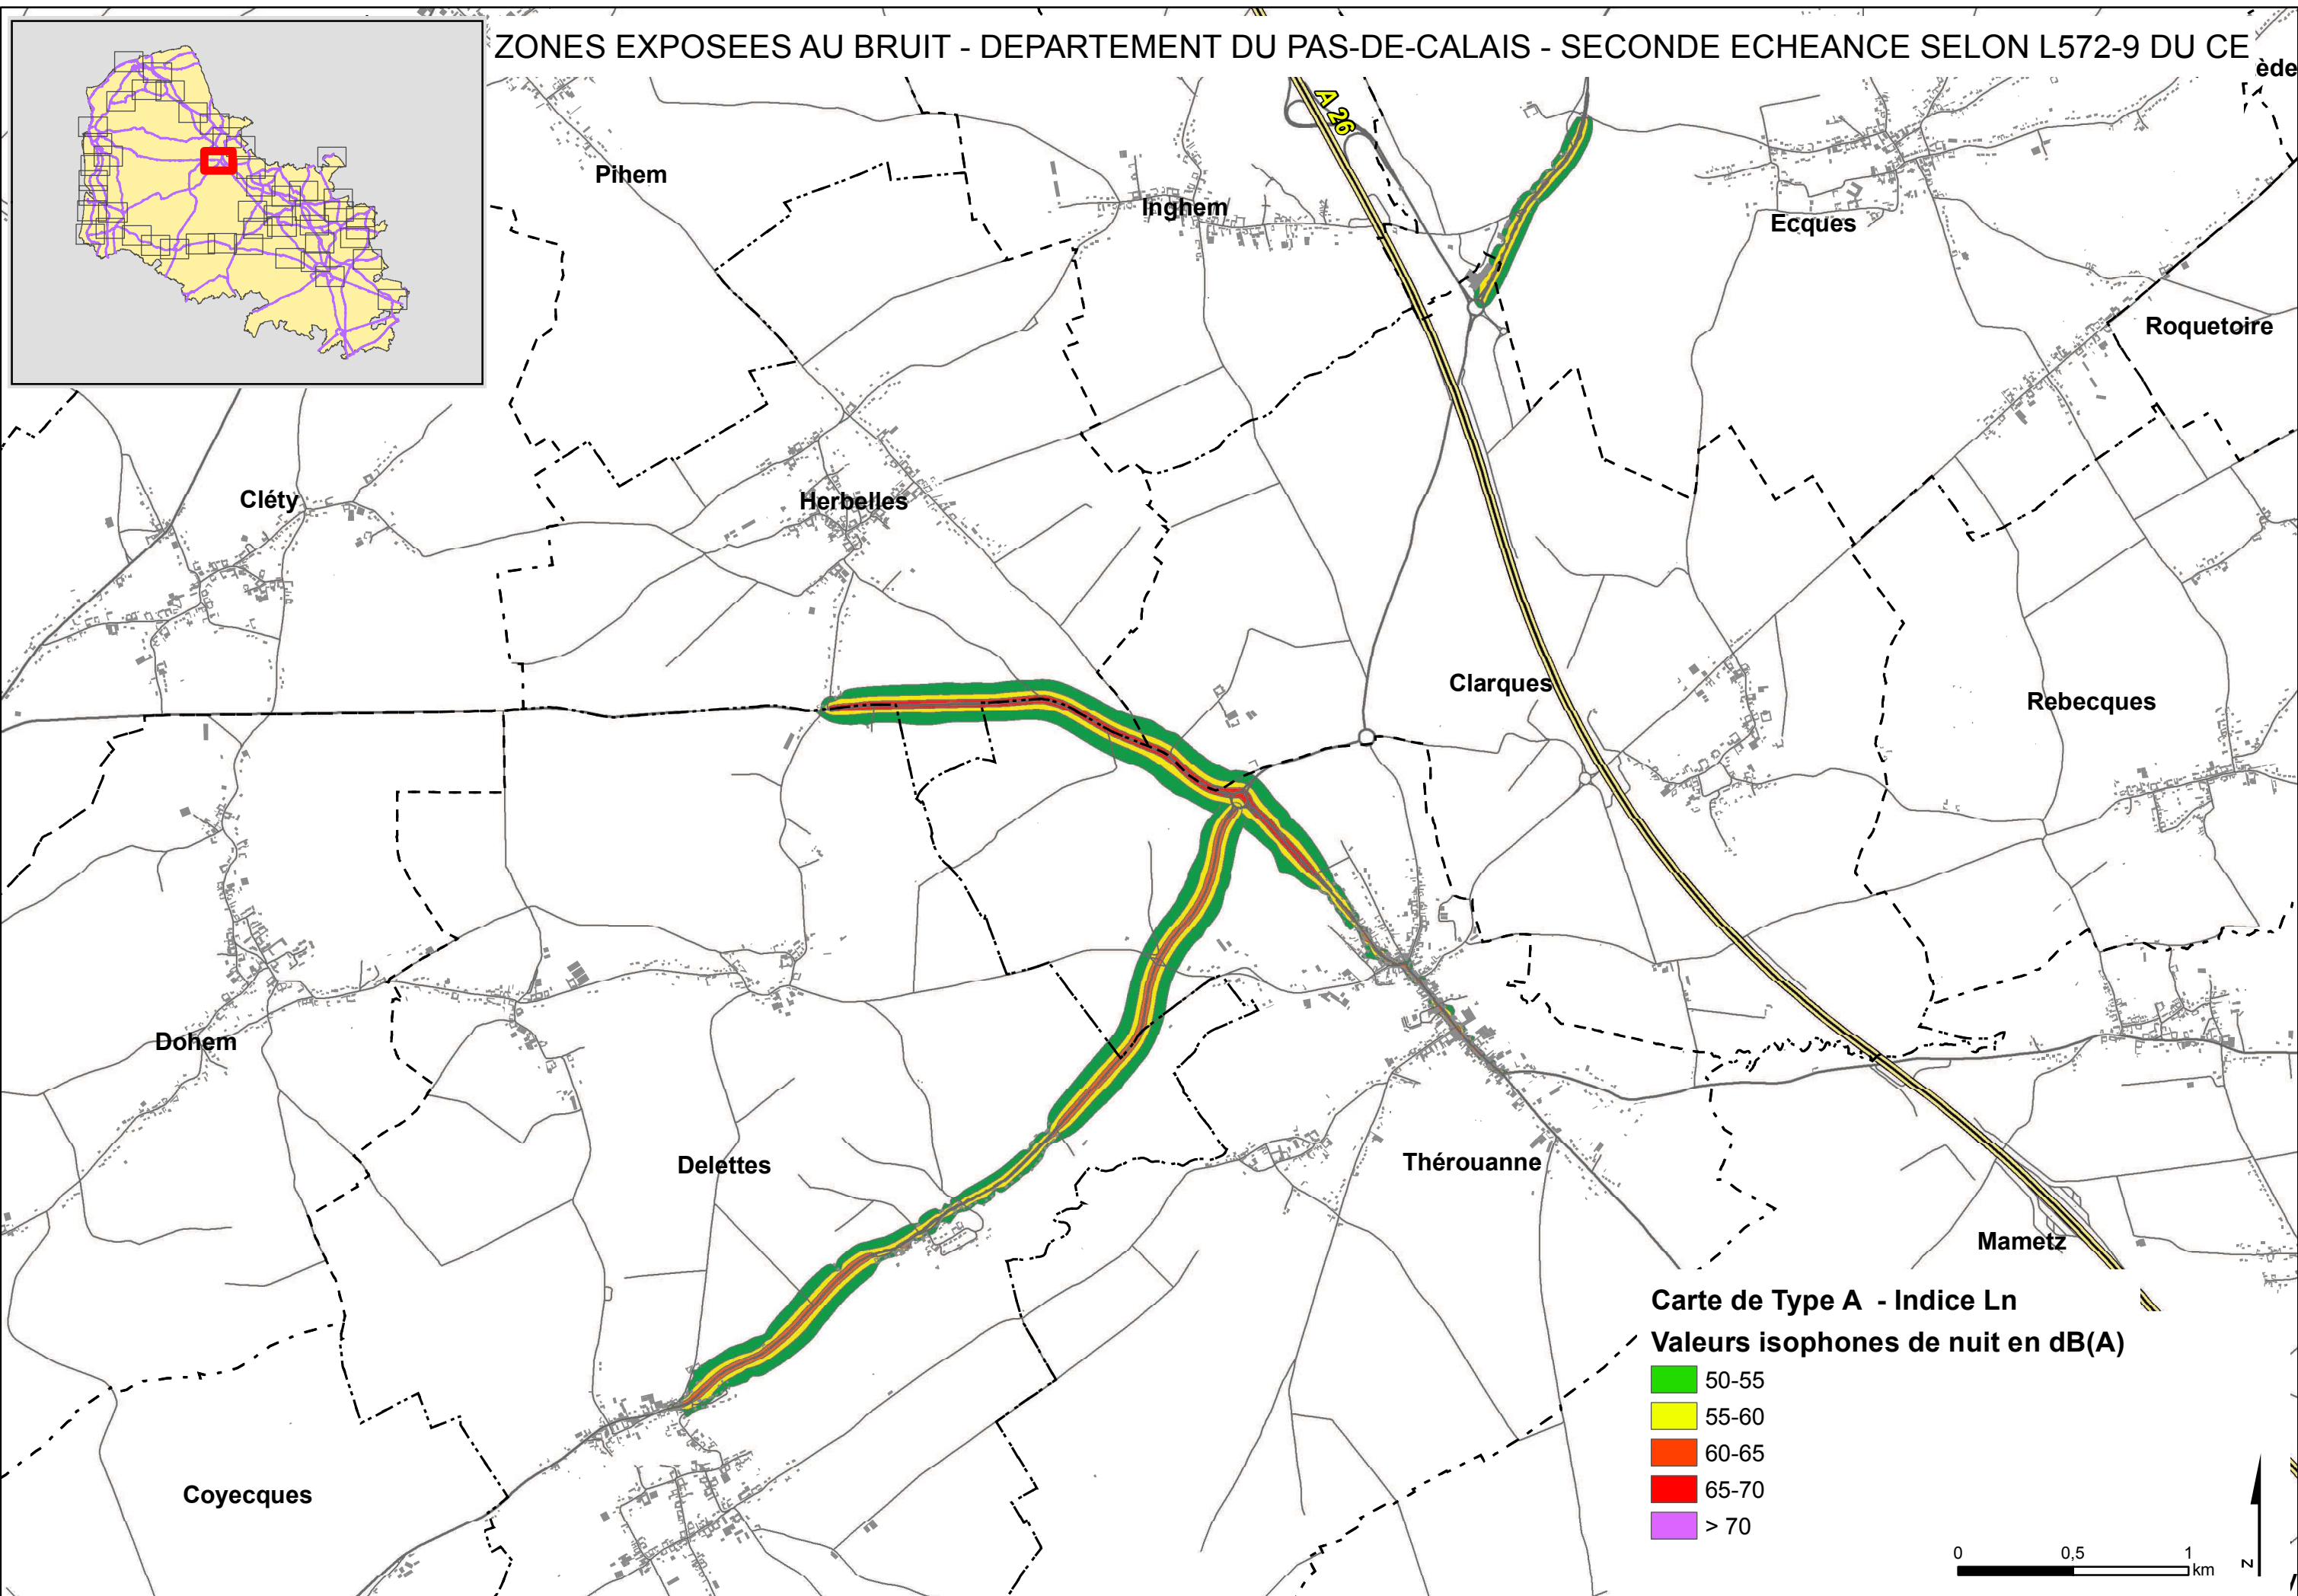 ZONES EXPOSEES AU BRUIT - DEPARTEMENT DU PAS-DE-CALAIS - SECONDE ECHEANCE SELON L572-9 DU CE
ède
A 26
Pihem
Inghem
Ecques
Roquetoire
Cléty
Herbelles
Clarques
Rebecques
Dohem
Delettes
Thérouanne
Mametz
Coyecques
Carte de Type A - Indice Ln
Valeurs isophones de nuit en dB(A)
50-55
55-60
60-65
65-70
> 70
0 0,5 1
km
N